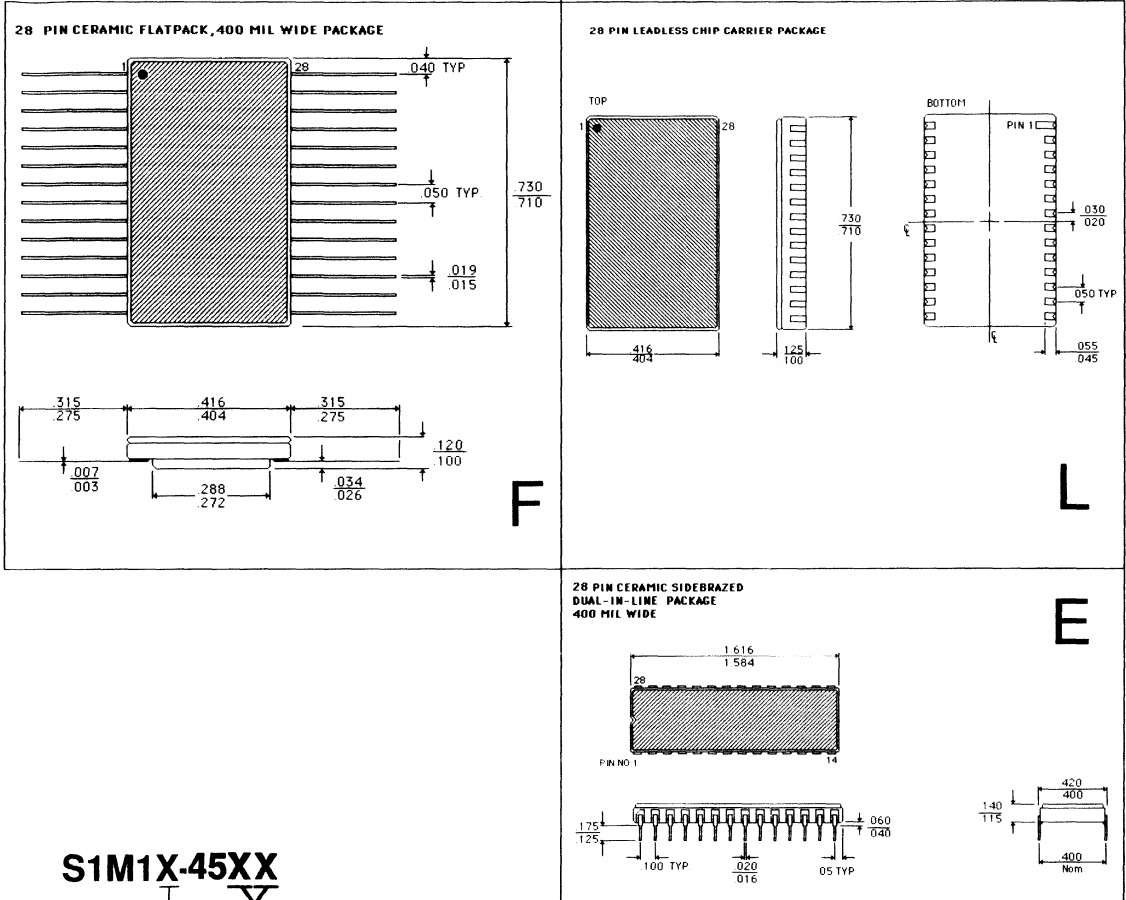 28 PIN CERAMIC FLATPACK, 400 MIL WIDE PACKAGE
1
28
.040 TYP
.050 TYP.
.730
710
.019
.015
.315
.275
.416
.404
.315
.275
.120
.100
.007
003
.034
.026
.288
.272
F
28 PIN LEADLESS CHIP CARRIER PACKAGE
TOP
1
28
730
710
416
404
125
100
BOTTOM
PIN 1
030
020
050 TYP
055
045
L
28 PIN CERAMIC SIDEBRAZED
DUAL-IN-LINE PACKAGE
400 MIL WIDE
E
1 616
1 584
28
PIN NO 1
14
.175
.125
060
040
.100 TYP
.020
016
05 TYP
420
400
140
115
400
Nom
S1M1X-45XX